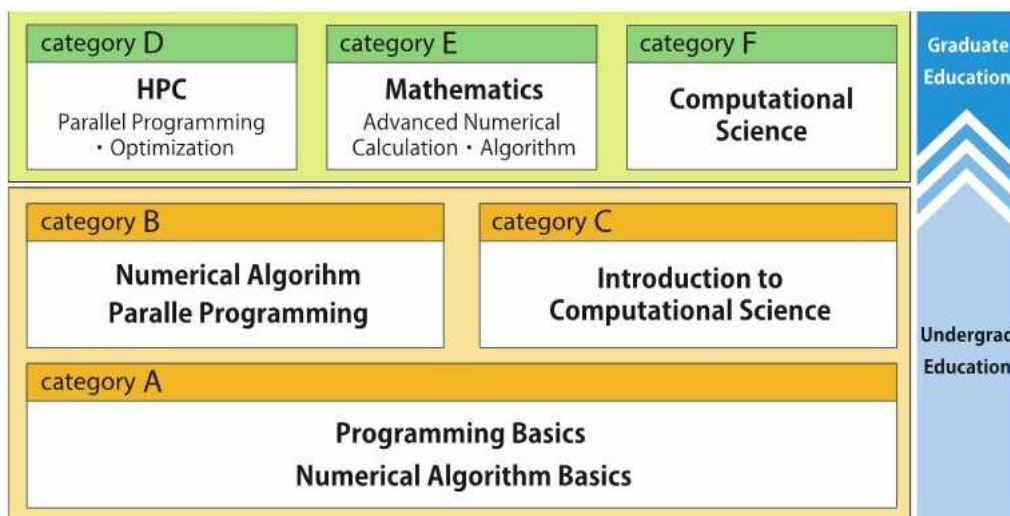 category D
HPC
Parallel Programming
・Optimization
category E
Mathematics
Advanced Numerical
Calculation・Algorithm
category F
Computational
Science
Graduate
Education
category B
Numerical Algorihm
Paralle Programming
category C
Introduction to
Computational Science
Undergrad
Education
category A
Programming Basics
Numerical Algorithm Basics